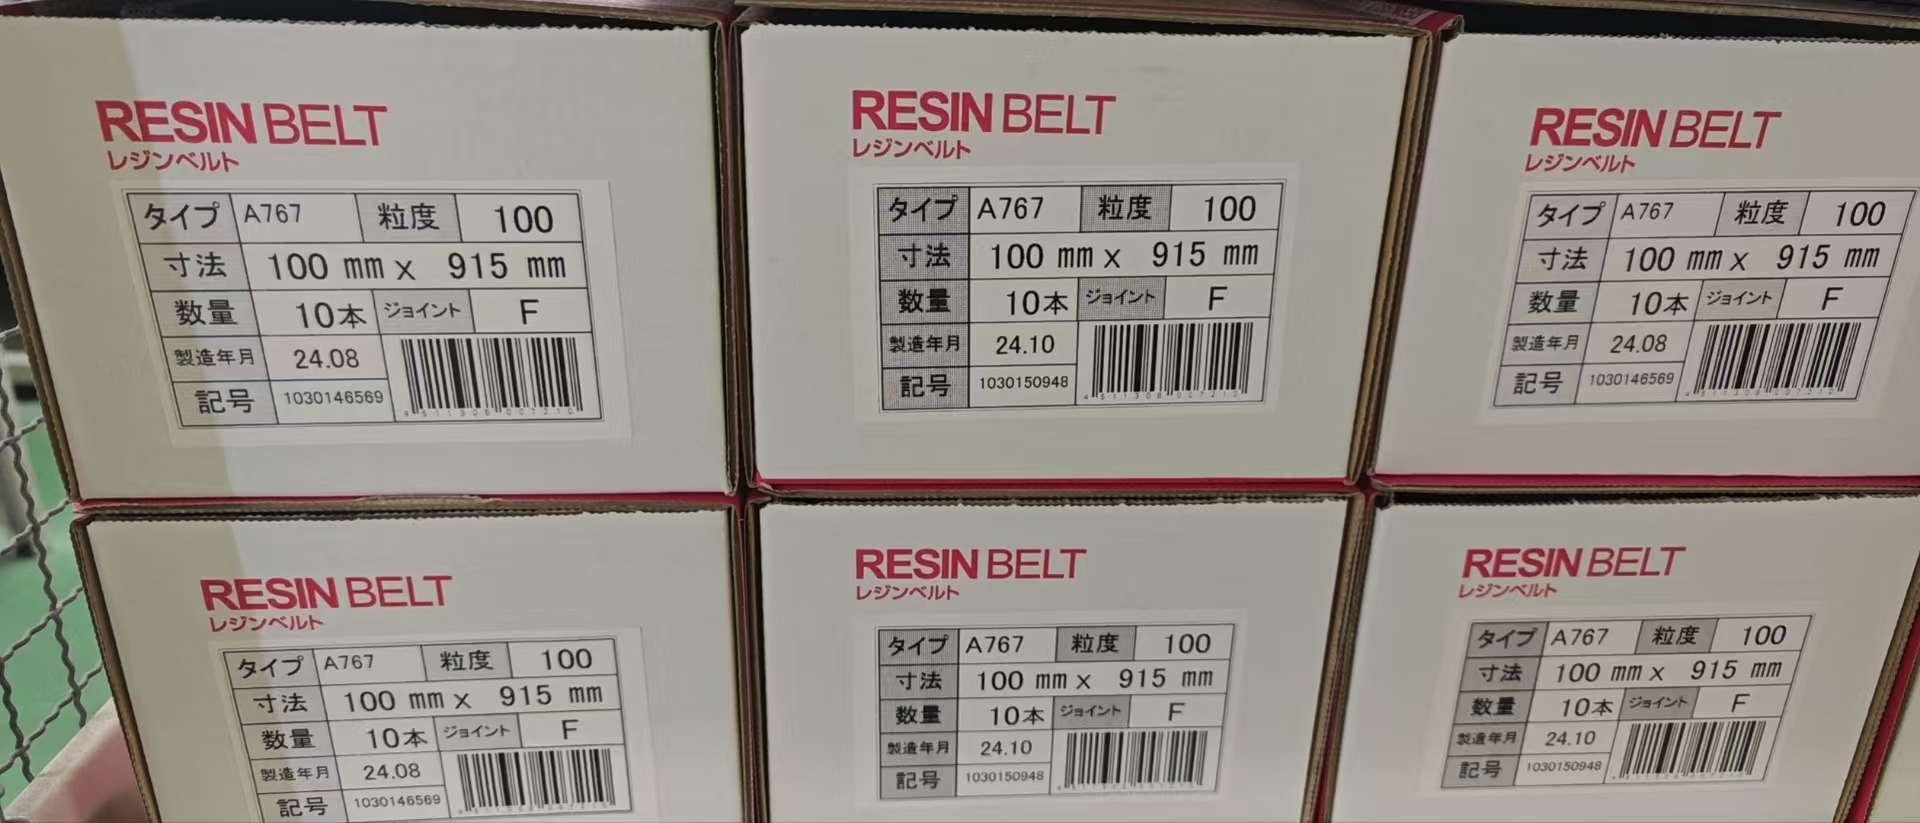 RESIN BELT
レジンベルト
タイプ A767 粒度 100
寸法 100 mm x 915 mm
数量 10本 ジョイント F
製造年月 24.08
記号 1030146569
4511308007210
RESIN BELT
レジンベルト
タイプ A767 粒度 100
寸法 100 mm x 915 mm
数量 10本 ジョイント F
製造年月 24.10
記号 1030150948
4511308007210
RESIN BELT
レジンベルト
タイプ A767 粒度 100
寸法 100 mm x 915 mm
数量 10本 ジョイント F
製造年月 24.08
記号 1030146569
4511308007210
RESIN BELT
レジンベルト
タイプ A767 粒度 100
寸法 100 mm x 915 mm
数量 10本 ジョイント F
製造年月 24.08
記号 1030146569
RESIN BELT
レジンベルト
タイプ A767 粒度 100
寸法 100 mm x 915 mm
数量 10本 ジョイント F
製造年月 24.10
記号 1030150948
RESIN BELT
レジンベルト
タイプ A767 粒度 100
寸法 100 mm x 915 mm
数量 10本 ジョイント F
製造年月 24.10
記号 1030150948